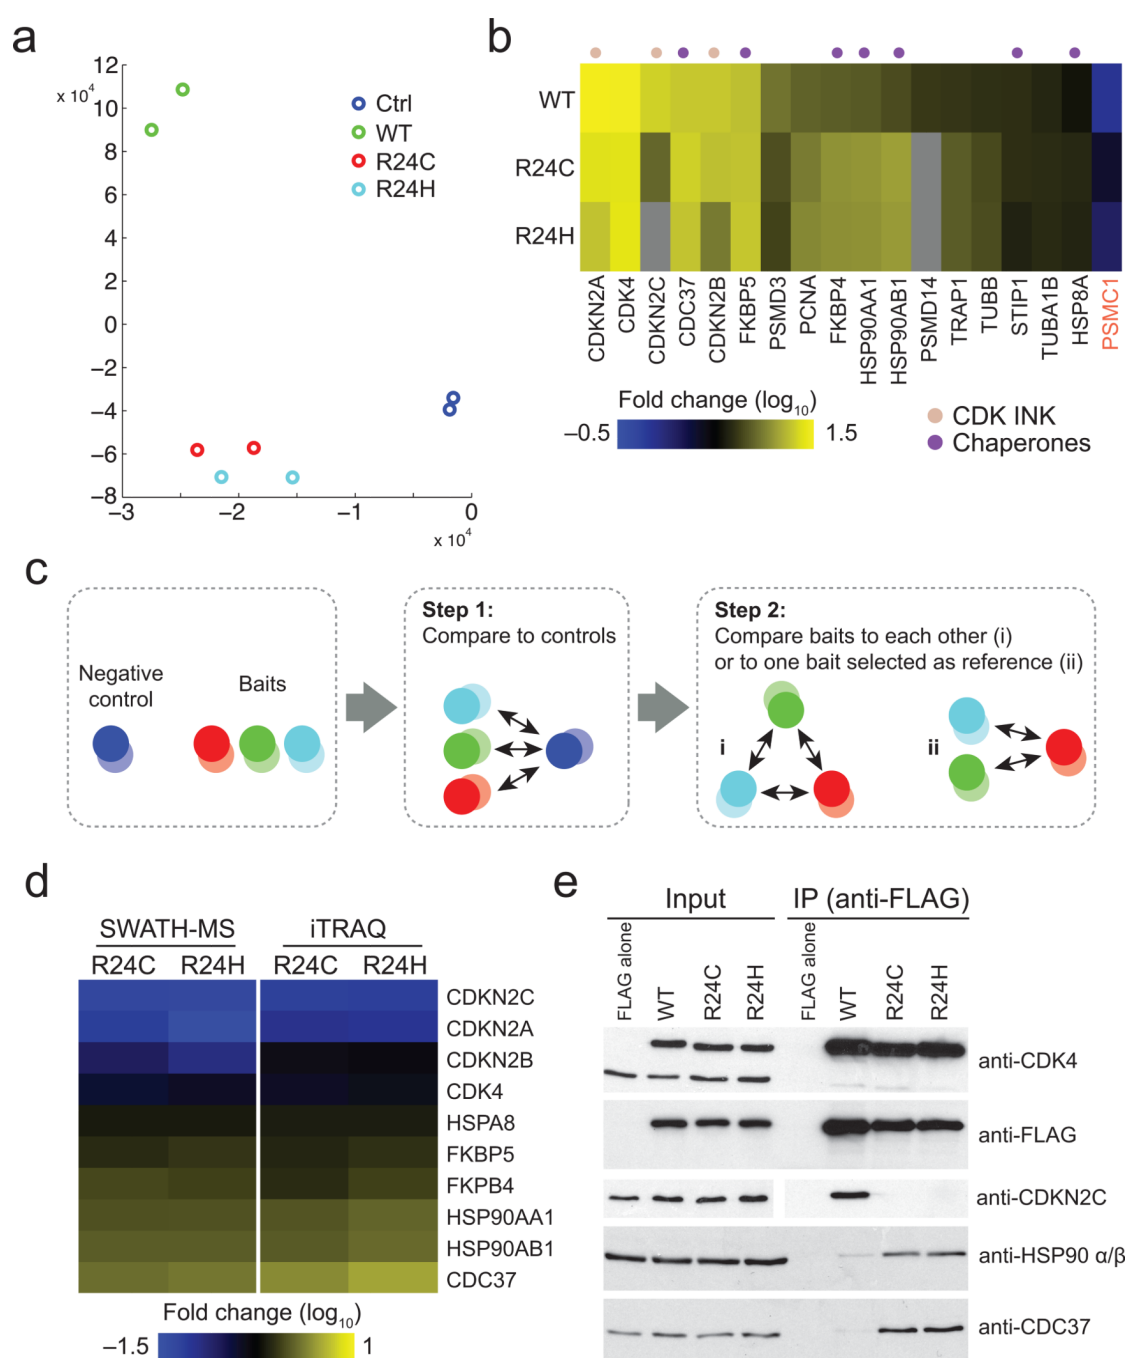 a
12
x 10⁴
10
8
6
4
2
0
−2
−4
−6
−8
−3
−2
−1
0
x 10⁴
Ctrl
WT
R24C
R24H
b
WT
R24C
R24H
CDKN2A
CDK4
CDKN2C
CDC37
CDKN2B
FKBP5
PSMD3
PCNA
FKBP4
HSP90AA1
HSP90AB1
PSMD14
TRAP1
TUBB
STIP1
TUBA1B
HSP8A
PSMC1
Fold change (log₁₀)
−0.5
1.5
CDK INK
Chaperones
c
Negative
control
Baits
Step 1:
Compare to controls
Step 2:
Compare baits to each other (i)
or to one bait selected as reference (ii)
i
ii
d
SWATH-MS
iTRAQ
R24C
R24H
R24C
R24H
CDKN2C
CDKN2A
CDKN2B
CDK4
HSPA8
FKBP5
FKPB4
HSP90AA1
HSP90AB1
CDC37
Fold change (log₁₀)
−1.5
1
e
Input
IP (anti-FLAG)
FLAG alone
WT
R24C
R24H
FLAG alone
WT
R24C
R24H
anti-CDK4
anti-FLAG
anti-CDKN2C
anti-HSP90 α/β
anti-CDC37